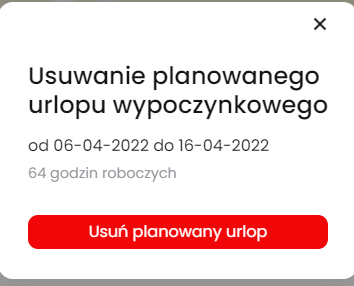 Usuwanie planowanego
urlopu wypoczynkowego
od 06-04-2022 do 16-04-2022
64 godzin roboczych
Usuń planowany urlop